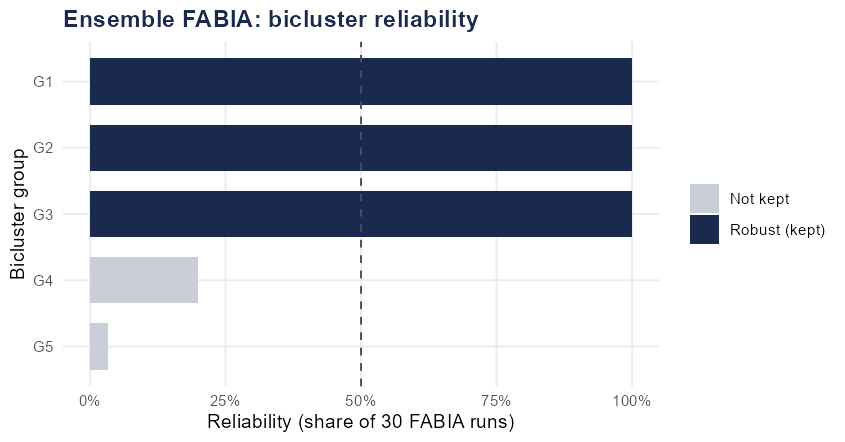 Ensemble FABIA: bicluster reliability
Bicluster group
G1
G2
G3
G4
G5
0% 25% 50% 75% 100%
Reliability (share of 30 FABIA runs)
Not kept
Robust (kept)